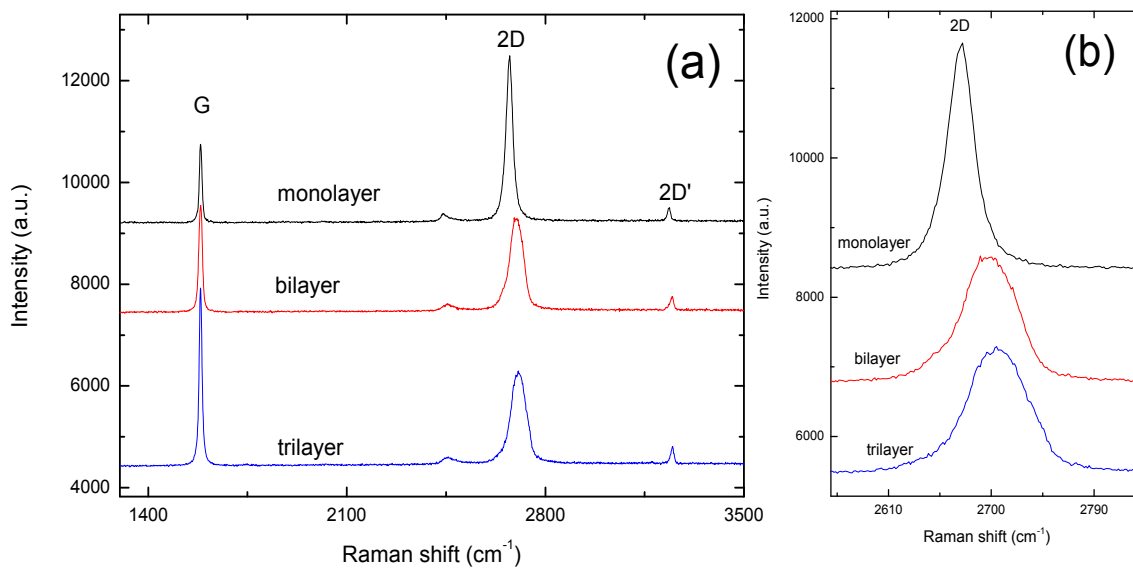 (a)
2D
G
2D'
monolayer
bilayer
trilayer
12000
10000
8000
6000
4000
1400 2100 2800 3500
Intensity (a.u.)
Raman shift (cm⁻¹)
(b)
2D
monolayer
bilayer
trilayer
12000
10000
8000
6000
2610 2700 2790
Intensity (a.u.)
Raman shift (cm⁻¹)